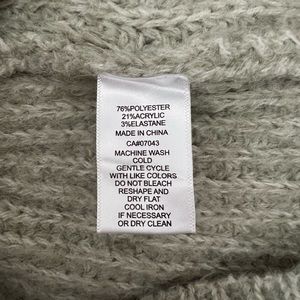 76%POLYESTER
21%ACRYLIC
3%ELASTANE
MADE IN CHINA
CA#07043
MACHINE WASH
COLD
GENTLE CYCLE
WITH LIKE COLORS
DO NOT BLEACH
RESHAPE AND
DRY FLAT
COOL IRON
IF NECESSARY
OR DRY CLEAN